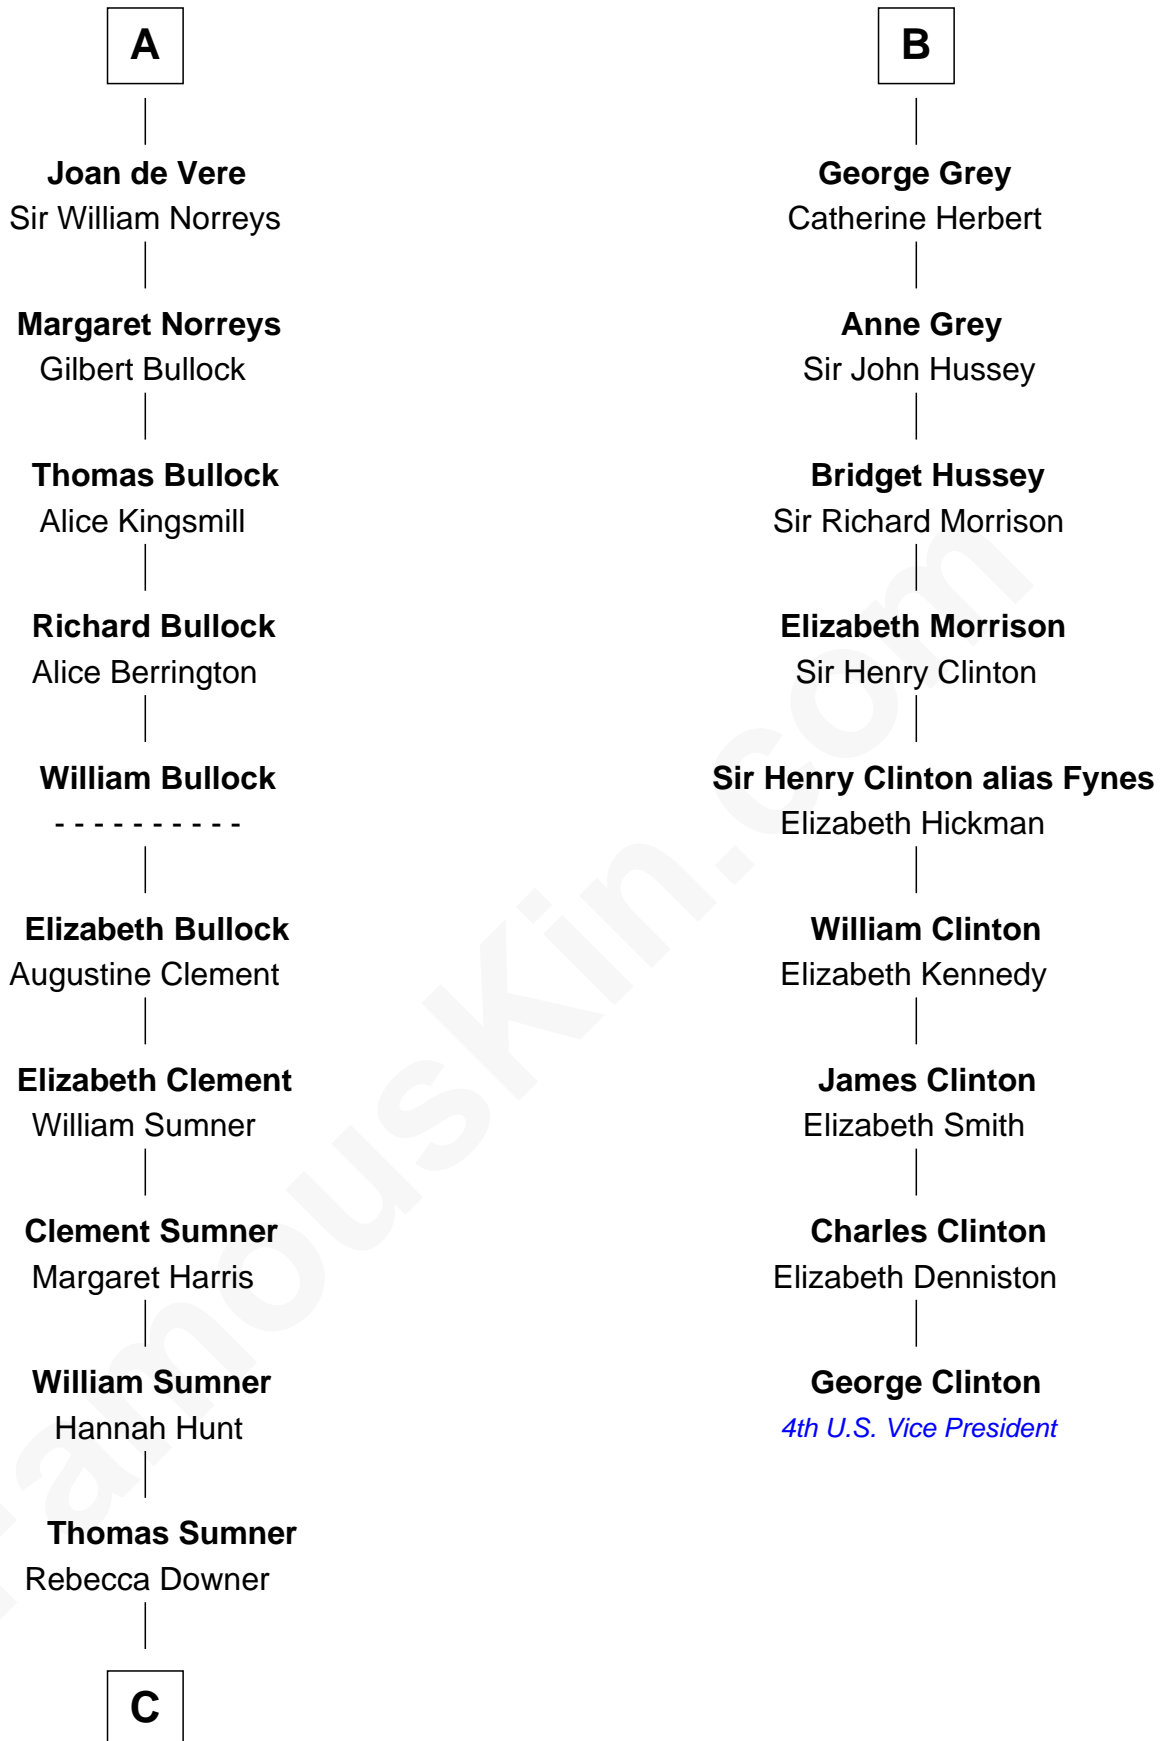 A
Joan de Vere
Sir William Norreys
Margaret Norreys
Gilbert Bullock
Thomas Bullock
Alice Kingsmill
Richard Bullock
Alice Berrington
William Bullock
- - - - - - - - - -
Elizabeth Bullock
Augustine Clement
Elizabeth Clement
William Sumner
Clement Sumner
Margaret Harris
William Sumner
Hannah Hunt
Thomas Sumner
Rebecca Downer
C
B
George Grey
Catherine Herbert
Anne Grey
Sir John Hussey
Bridget Hussey
Sir Richard Morrison
Elizabeth Morrison
Sir Henry Clinton
Sir Henry Clinton alias Fynes
Elizabeth Hickman
William Clinton
Elizabeth Kennedy
James Clinton
Elizabeth Smith
Charles Clinton
Elizabeth Denniston
George Clinton
4th U.S. Vice President
FamousKin.com